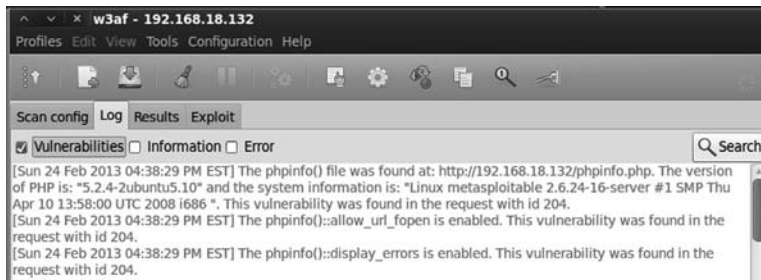 w3af - 192.168.18.132
Profiles Edit View Tools Configuration Help
Scan config Log Results Exploit
Vulnerabilities Information Error Search
[Sun 24 Feb 2013 04:38:29 PM EST] The phpinfo() file was found at: http://192.168.18.132/phpinfo.php. The version
of PHP is: "5.2.4-2ubuntu5.10" and the system information is: "Linux metasploitable 2.6.24-16-server #1 SMP Thu
Apr 10 13:58:00 UTC 2008 i686 ". This vulnerability was found in the request with id 204.
[Sun 24 Feb 2013 04:38:29 PM EST] The phpinfo()::allow_url_fopen is enabled. This vulnerability was found in the
request with id 204.
[Sun 24 Feb 2013 04:38:29 PM EST] The phpinfo()::display_errors is enabled. This vulnerability was found in the
request with id 204.